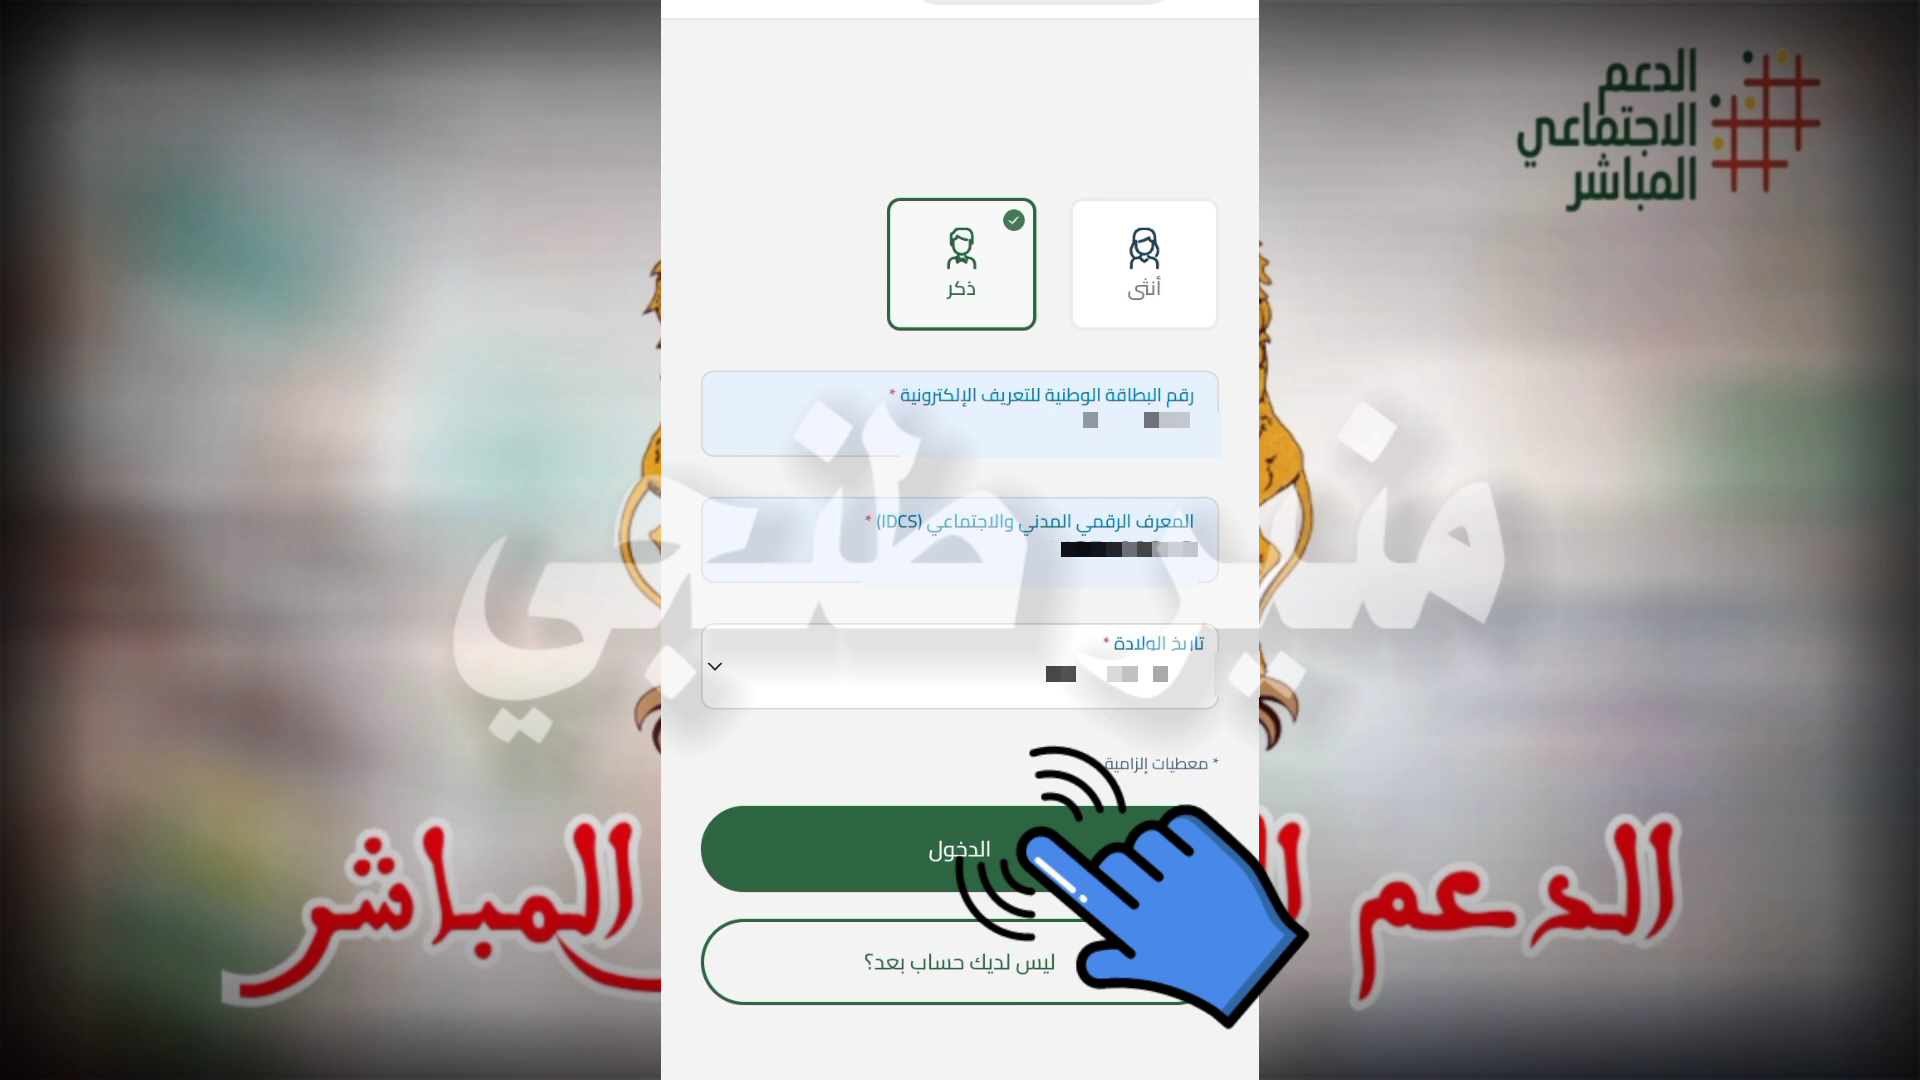 الدعم
الاجتماعي
المباشر
أنثى
ذكر
رقم البطاقة الوطنية للتعريف الإلكترونية *
المعرف الرقمي المدني والاجتماعي (IDCS) *
تاريخ الولادة *
* معطيات إلزامية
منير طنجي
الدخول
الدعم ا
المباشر
ليس لديك حساب بعد؟